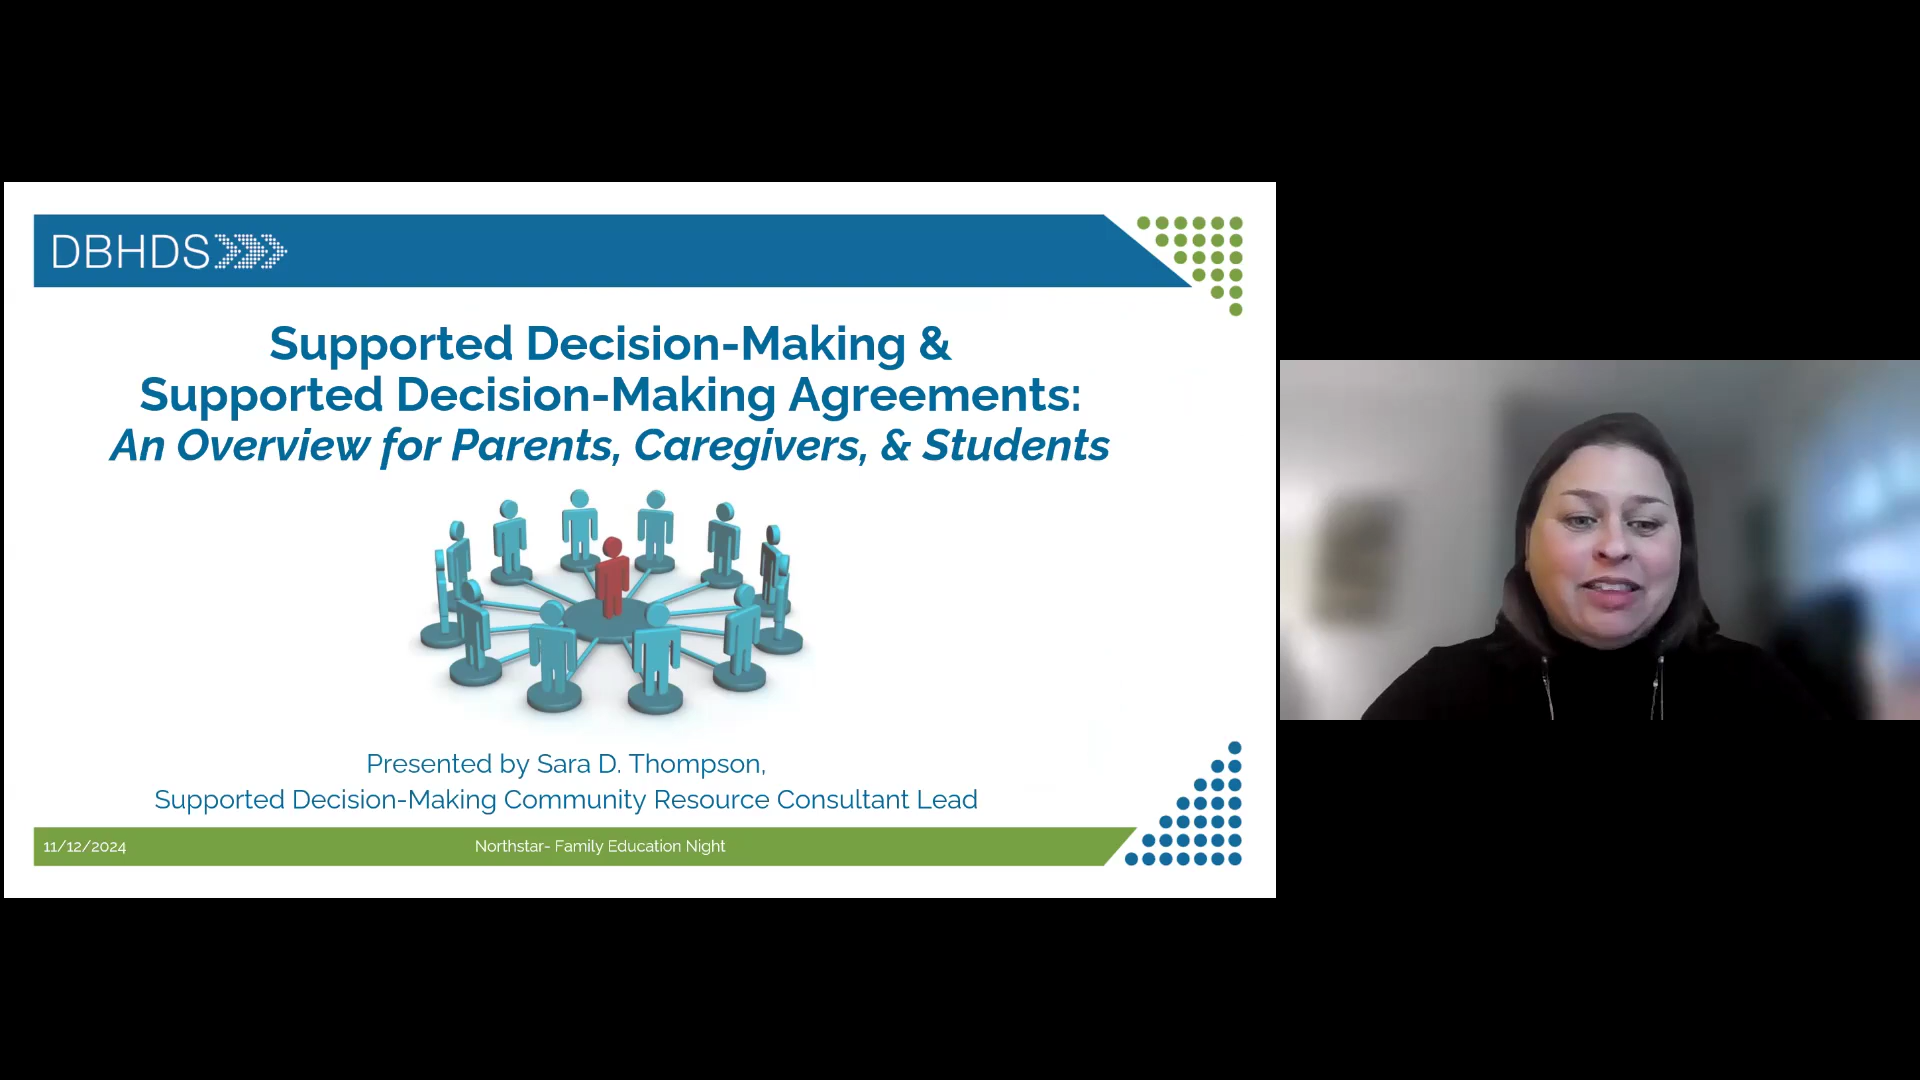 DBHDS
Supported Decision-Making &
Supported Decision-Making Agreements:
An Overview for Parents, Caregivers, & Students
Presented by Sara D. Thompson,
Supported Decision-Making Community Resource Consultant Lead
11/12/2024
Northstar- Family Education Night